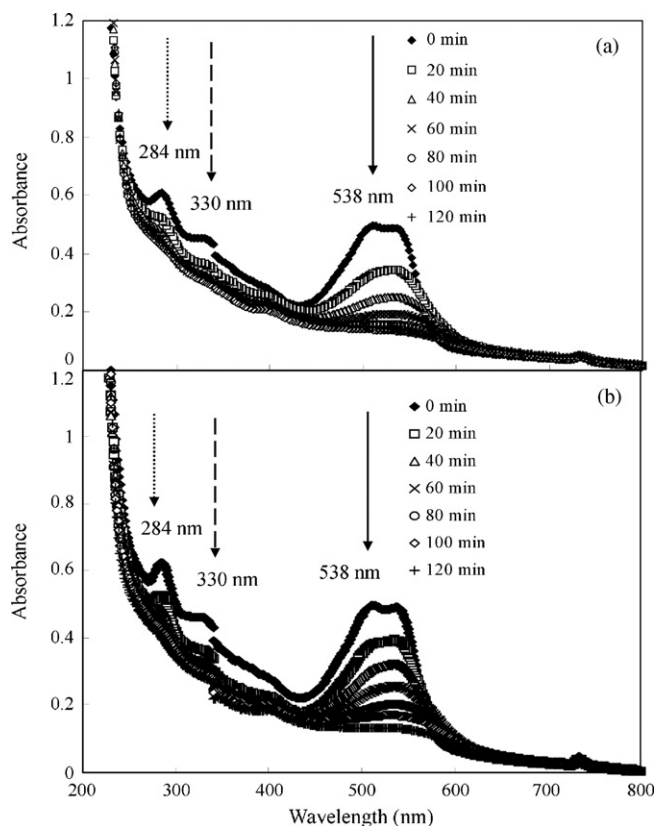 1.2
1
0.8
0.6
0.4
0.2
0
Absorbance
(a)
284 nm
330 nm
538 nm
0 min
20 min
40 min
60 min
80 min
100 min
120 min
1.2
1
0.8
0.6
0.4
0.2
0
Absorbance
(b)
284 nm
330 nm
538 nm
0 min
20 min
40 min
60 min
80 min
100 min
120 min
200 300 400 500 600 700 800
Wavelength (nm)